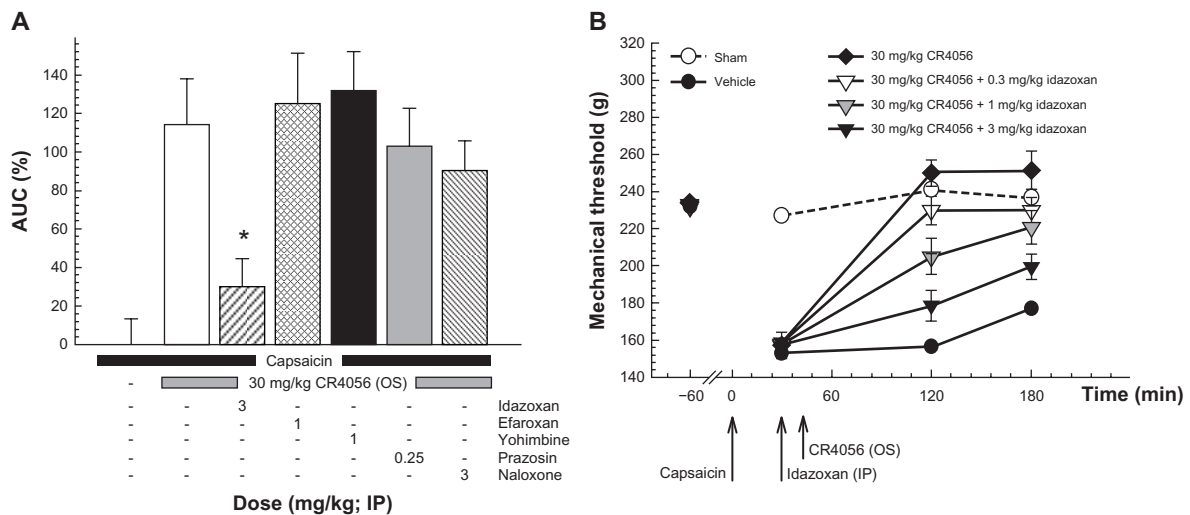 A
AUC (%)
140
120
100
80
60
40
20
0
*
Capsaicin
- 30 mg/kg CR4056 (OS)
- - 3 - - - - Idazoxan
- - - 1 - - - Efaroxan
- - - - 1 - - Yohimbine
- - - - - 0.25 - Prazosin
- - - - - - 3 Naloxone
Dose (mg/kg; IP)
B
Mechanical threshold (g)
320
300
280
260
240
220
200
180
160
140
Sham
Vehicle
30 mg/kg CR4056
30 mg/kg CR4056 + 0.3 mg/kg idazoxan
30 mg/kg CR4056 + 1 mg/kg idazoxan
30 mg/kg CR4056 + 3 mg/kg idazoxan
−60 0 60 120 180 Time (min)
CR4056 (OS)
Capsaicin Idazoxan (IP)